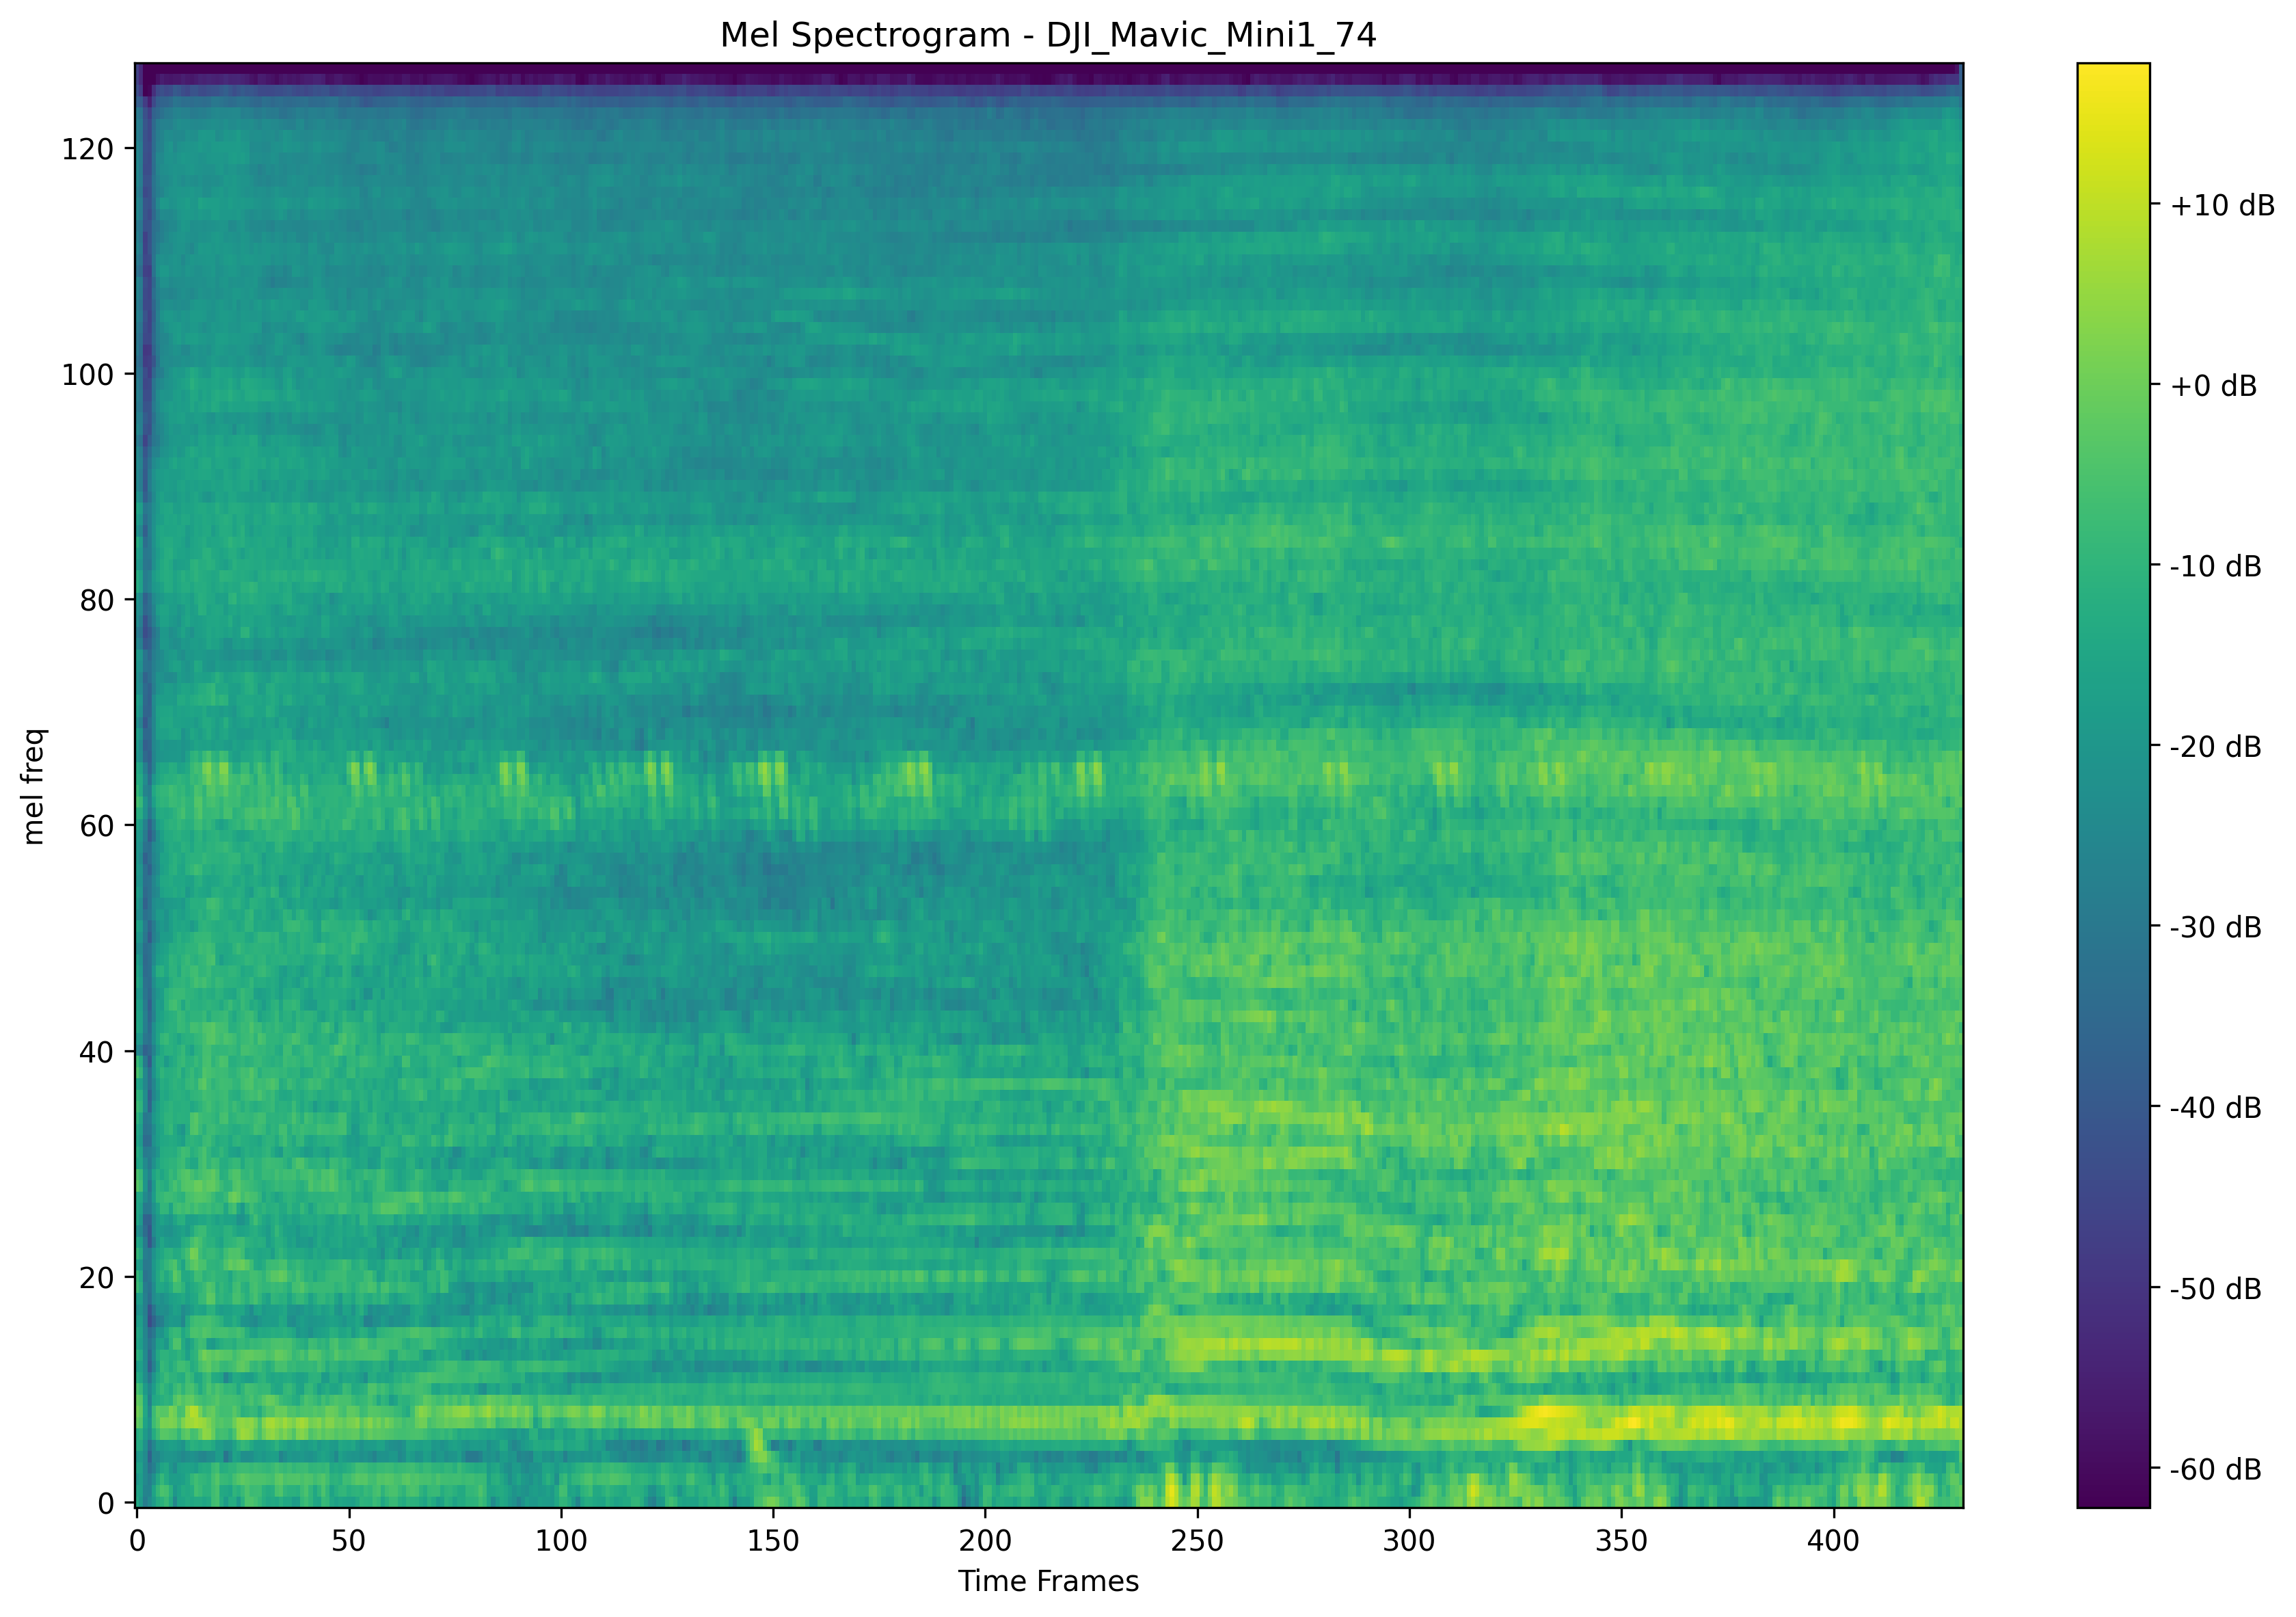 Mel Spectrogram - DJI_Mavic_Mini1_74
mel freq
120
100
80
60
40
20
0
0 50 100 150 200 250 300 350 400
Time Frames
+10 dB
+0 dB
-10 dB
-20 dB
-30 dB
-40 dB
-50 dB
-60 dB